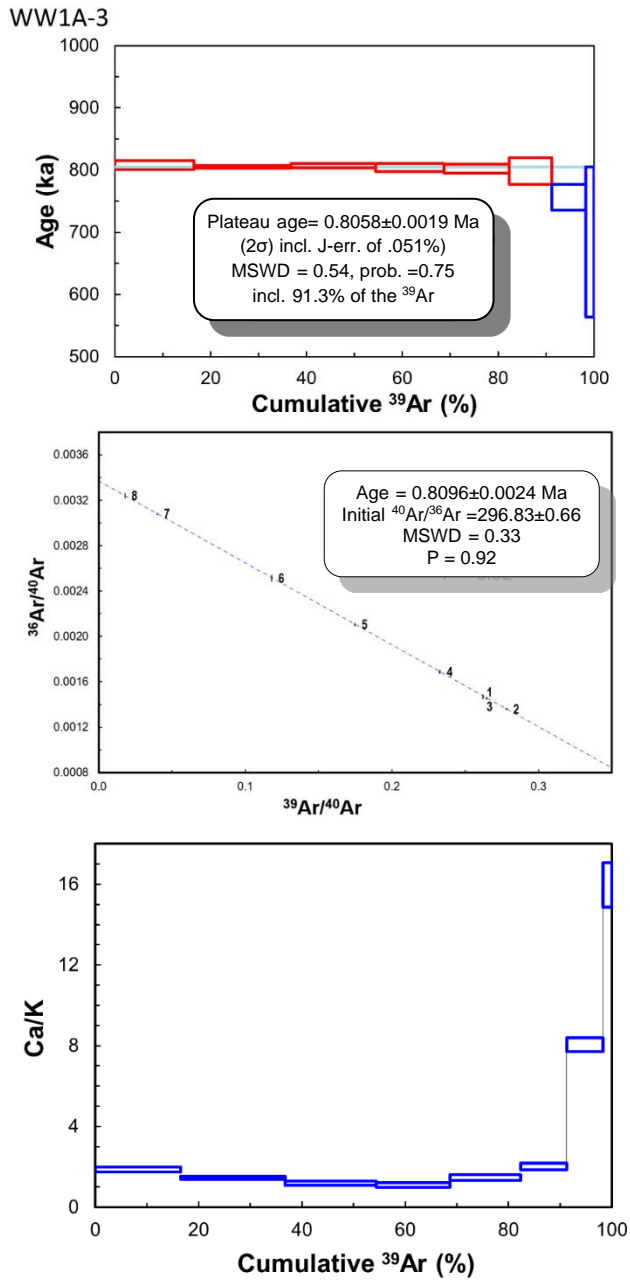 WW1A-3
1000
900
800
700
600
500
Age (ka)
Plateau age= 0.8058±0.0019 Ma
(2σ) incl. J-err. of .051%)
MSWD = 0.54, prob. =0.75
incl. 91.3% of the ³⁹Ar
0 20 40 60 80 100
Cumulative ³⁹Ar (%)
0.0036
0.0032
0.0028
0.0024
0.0020
0.0016
0.0012
0.0008
³⁶Ar/⁴⁰Ar
Age = 0.8096±0.0024 Ma
Initial ⁴⁰Ar/³⁶Ar =296.83±0.66
MSWD = 0.33
P = 0.92
8
7
6
5
4
1
3 2
0.0 0.1 0.2 0.3
³⁹Ar/⁴⁰Ar
16
12
8
4
0
Ca/K
0 20 40 60 80 100
Cumulative ³⁹Ar (%)